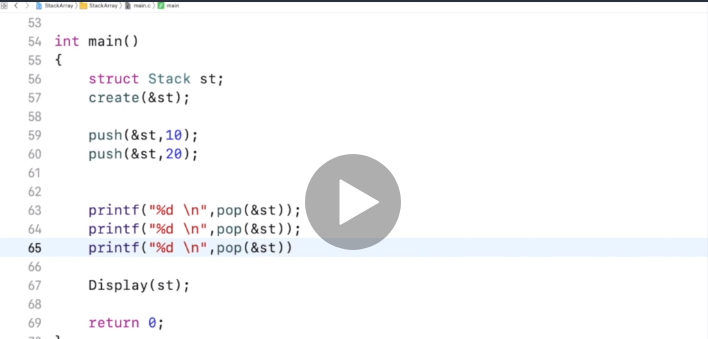 StackArray StackArray main.c main
53
54 int main()
55 {
56 struct Stack st;
57 create(&st);
58
59 push(&st,10);
60 push(&st,20);
61
62
63 printf("%d \n",pop(&st));
64 printf("%d \n",pop(&st));
65 printf("%d \n",pop(&st))
66
67 Display(st);
68
69 return 0;